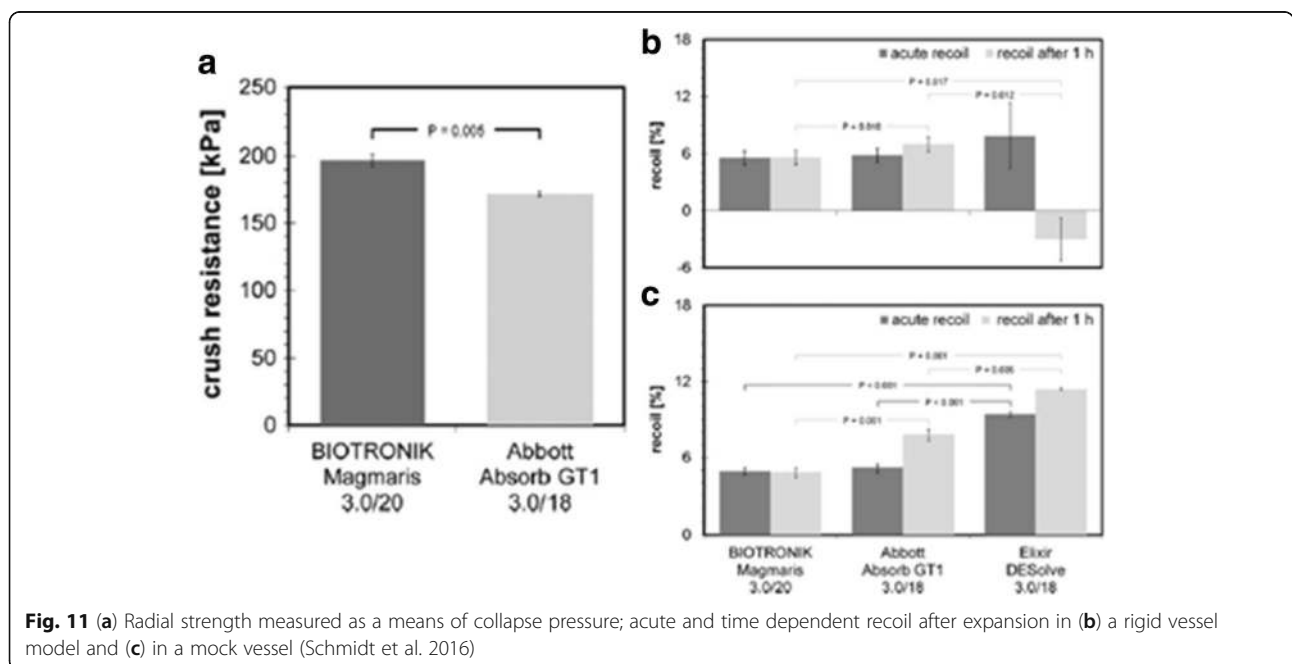 a
250
200
150
100
50
0
crush resistance [kPa]
P = 0.005
BIOTRONIK
Magmaris
3.0/20
Abbott
Absorb GT1
3.0/18
b
18
12
6
0
-6
recoil [%]
acute recoil
recoil after 1 h
P = 0.017
P = 0.012
c
18
12
6
0
recoil [%]
acute recoil
recoil after 1 h
P = 0.001
P < 0.001
P = 0.001
BIOTRONIK
Magmaris
3.0/20
Abbott
Absorb GT1
3.0/18
Elixir
DESolve
3.0/18
Fig. 11 (a) Radial strength measured as a means of collapse pressure; acute and time dependent recoil after expansion in (b) a rigid vessel
model and (c) in a mock vessel (Schmidt et al. 2016)